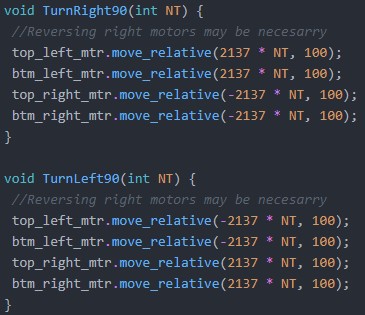 void TurnRight90(int NT) {
//Reversing right motors may be necesarry
top_left_mtr.move_relative(2137 * NT, 100);
btm_left_mtr.move_relative(2137 * NT, 100);
top_right_mtr.move_relative(-2137 * NT, 100);
btm_right_mtr.move_relative(-2137 * NT, 100);
}
void TurnLeft90(int NT) {
//Reversing right motors may be necesarry
top_left_mtr.move_relative(-2137 * NT, 100);
btm_left_mtr.move_relative(-2137 * NT, 100);
top_right_mtr.move_relative(2137 * NT, 100);
btm_right_mtr.move_relative(2137 * NT, 100);
}